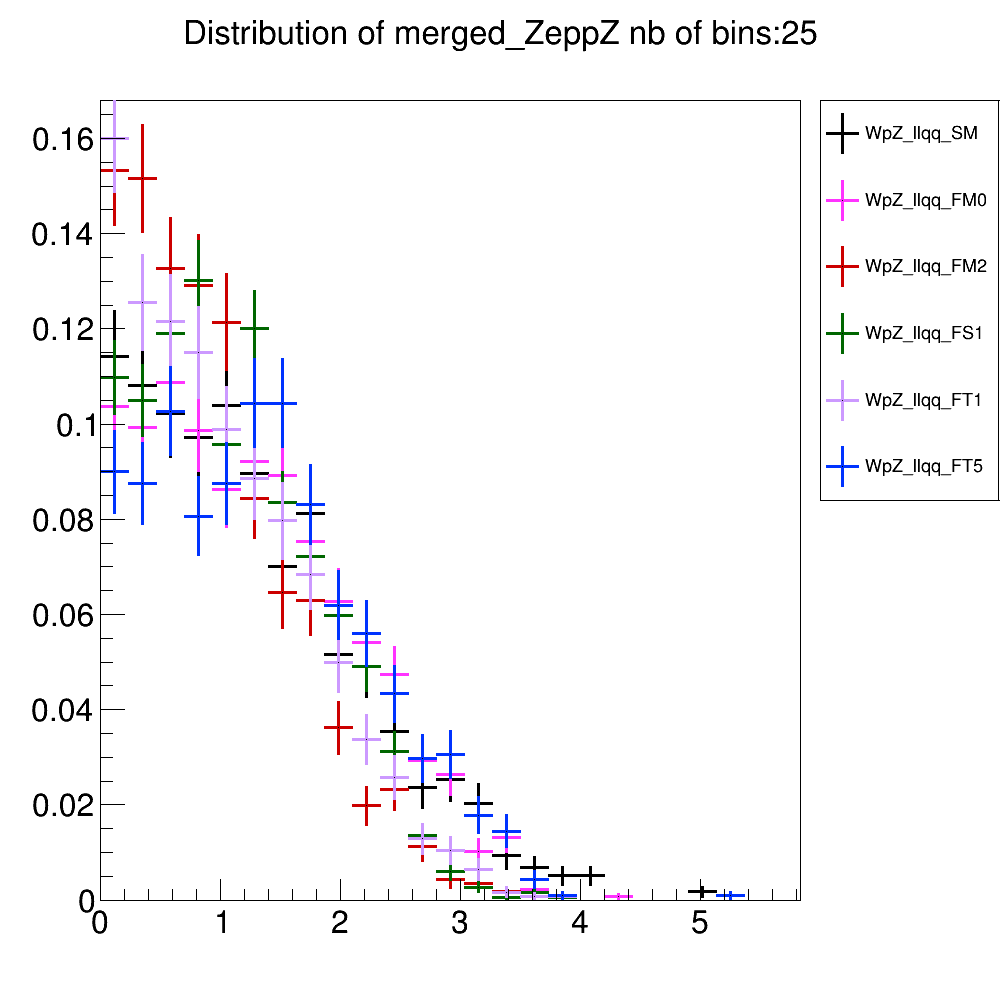 Distribution of merged_ZeppZ nb of bins:25
WpZ_llqq_SM
WpZ_llqq_FM0
WpZ_llqq_FM2
WpZ_llqq_FS1
WpZ_llqq_FT1
WpZ_llqq_FT5
0.16
0.14
0.12
0.1
0.08
0.06
0.04
0.02
0
0 1 2 3 4 5